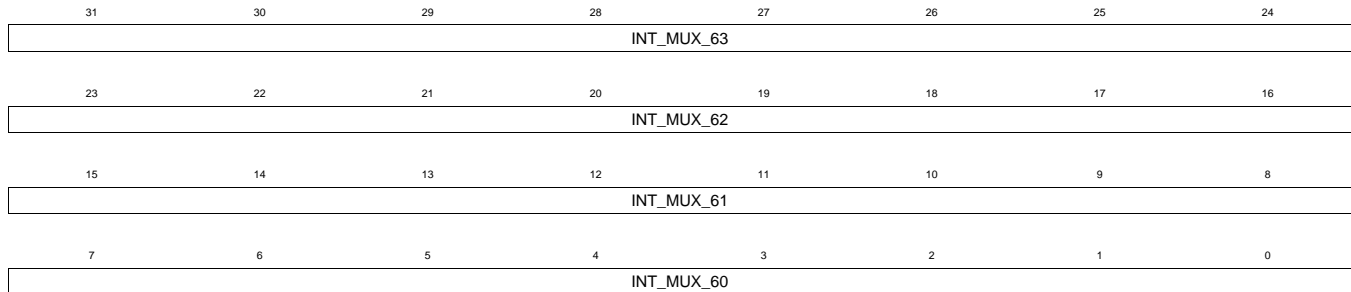 31 30 29 28 27 26 25 24
INT_MUX_63
23 22 21 20 19 18 17 16
INT_MUX_62
15 14 13 12 11 10 9 8
INT_MUX_61
7 6 5 4 3 2 1 0
INT_MUX_60